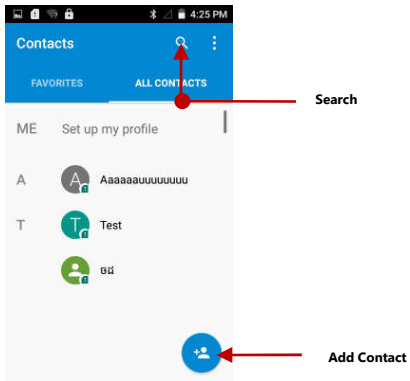 4:25 PM
Contacts
FAVORITES
ALL CONTACTS
Search
ME
Set up my profile
A
A
Aaaaaauuuuuuuu
T
T
Test
Add Contact